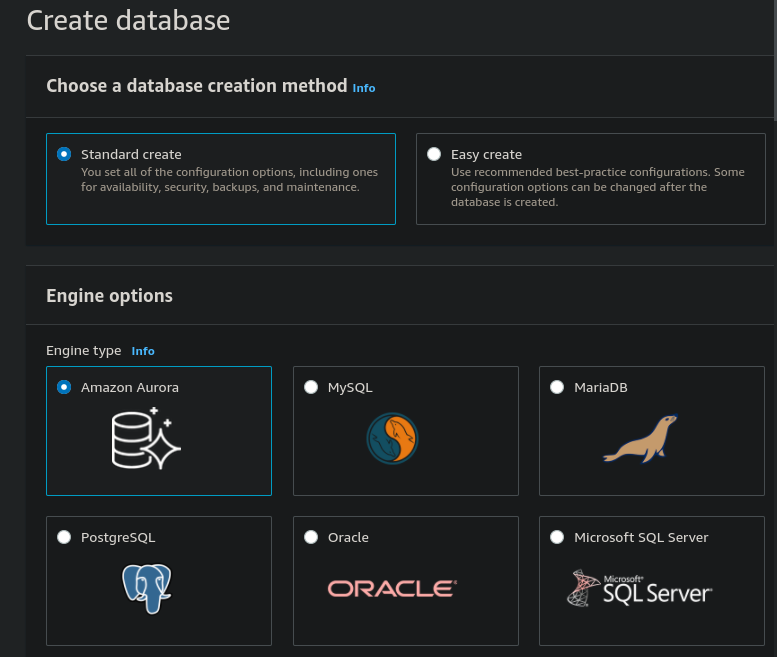 Create database
Choose a database creation method Info
Standard create
You set all of the configuration options, including ones
for availability, security, backups, and maintenance.
Easy create
Use recommended best-practice configurations. Some
configuration options can be changed after the
database is created.
Engine options
Engine type Info
Amazon Aurora
MySQL
MariaDB
PostgreSQL
Oracle
ORACLE®
Microsoft SQL Server
Microsoft®
SQL Server®